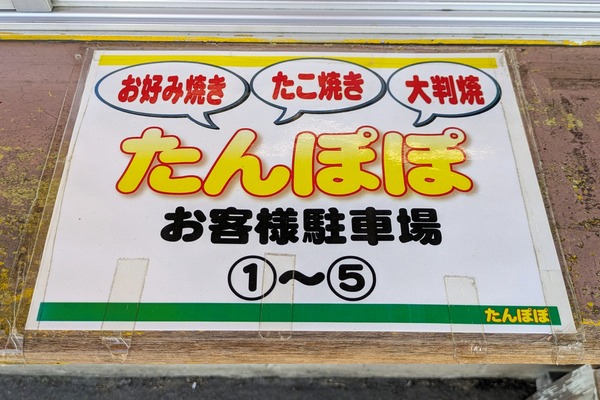 お好み焼き
たこ焼き
大判焼
たんぽぽ
お客様駐車場
①～⑤
たんぽぽ